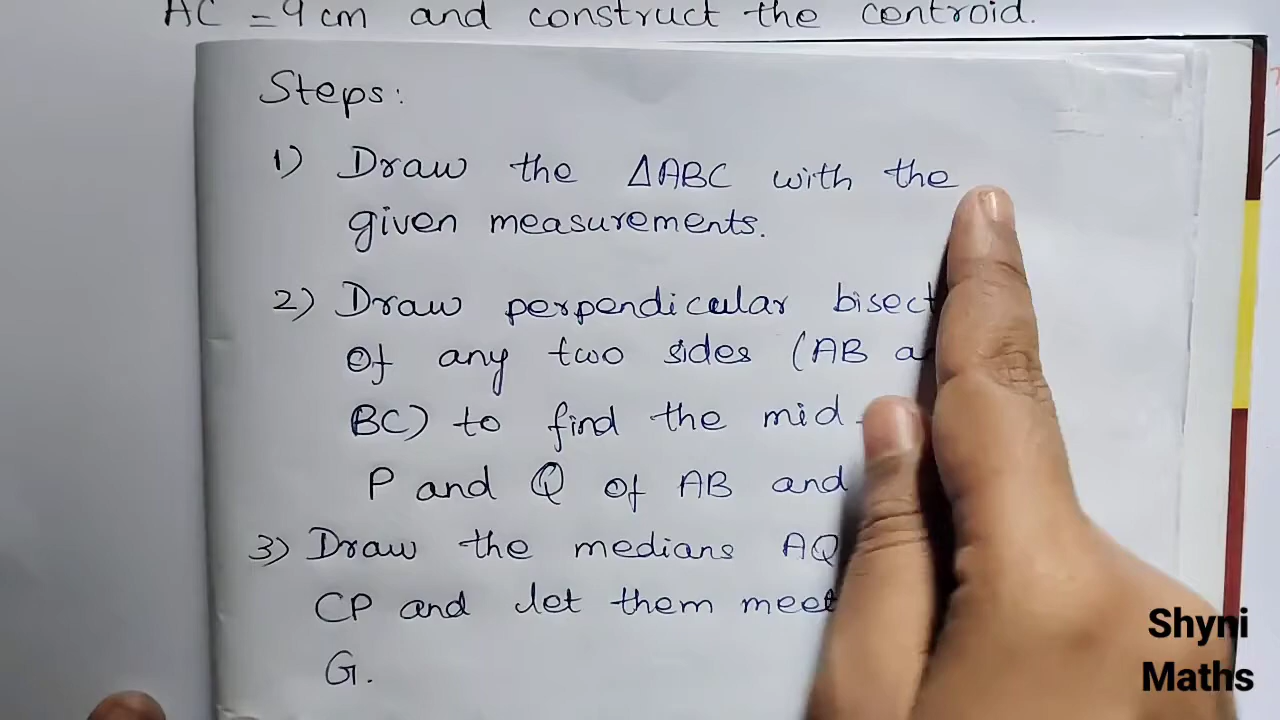 AC = 9 cm and construct the centroid.
Steps:
1) Draw the ΔABC with the
given measurements.
2) Draw perpendicular bisect
of any two sides (AB a
BC) to find the mid-
P and Q of AB and
3) Draw the medians AQ
CP and let them meet
G.
Shyni
Maths